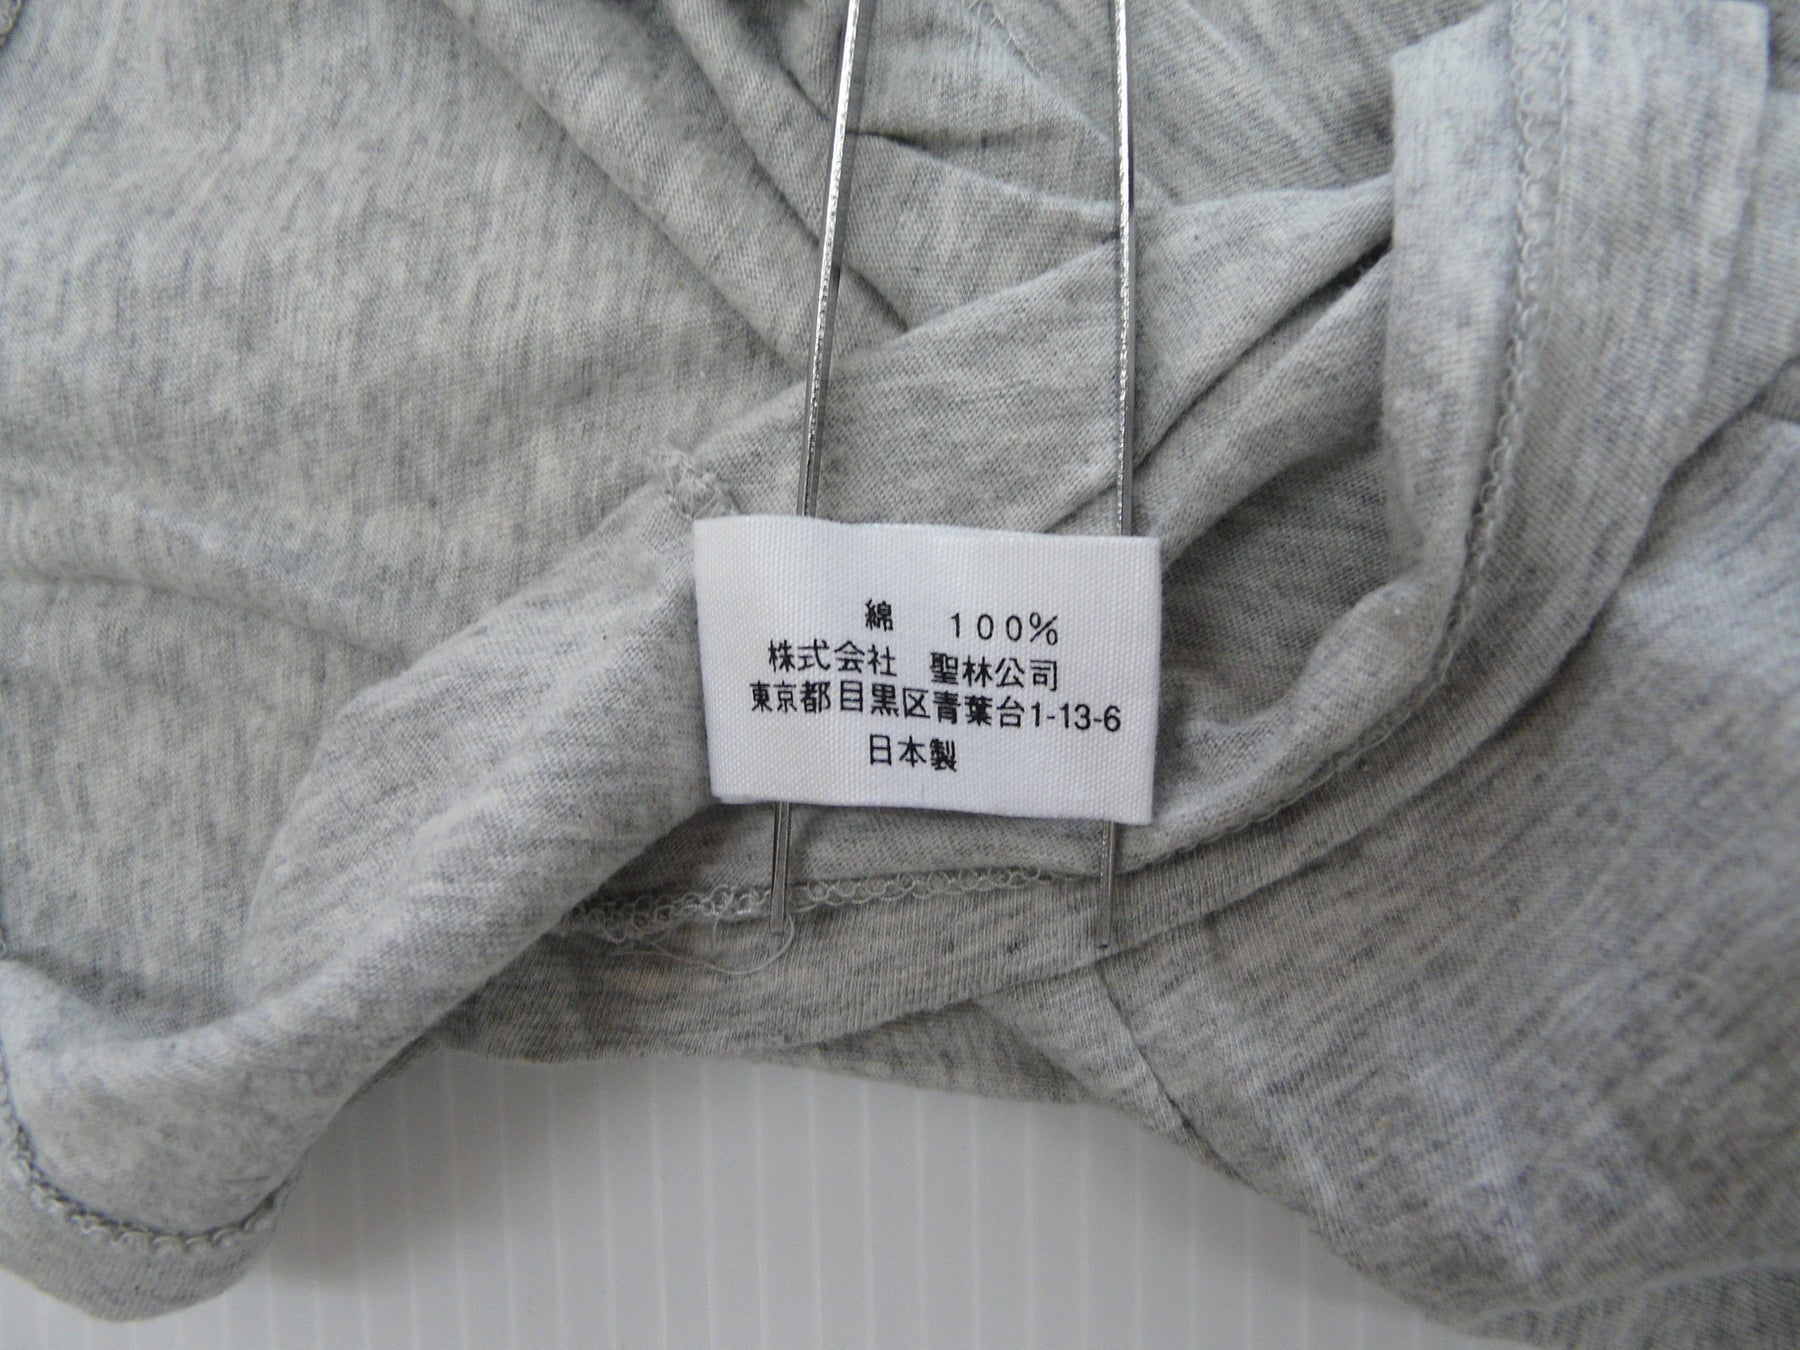 綿 100%
株式会社 聖林公司
東京都目黒区青葉台1-13-6
日本製